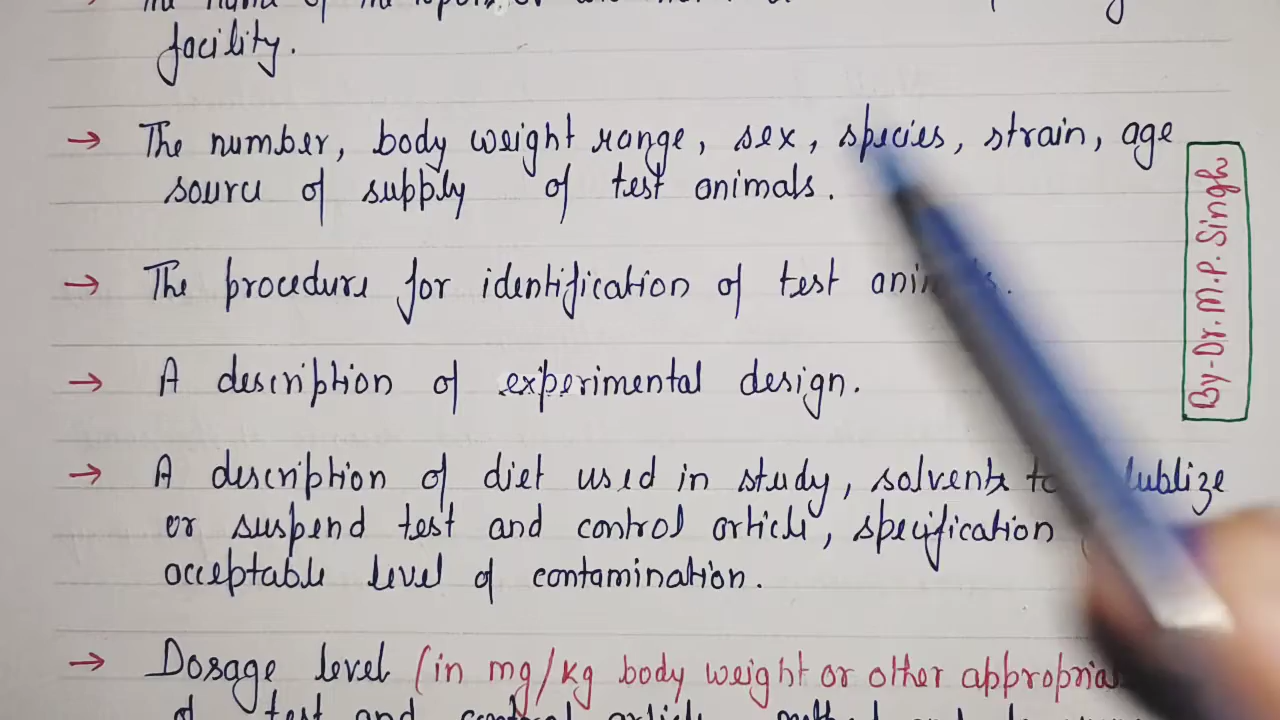 facility.
→ The number, body weight range, sex, species, strain, age
source of supply of test animals.
→ The procedure for identification of test
→ A description of experimental design.
→ A description of diet used in study, solvents
or suspend test and control article, specification
acceptable level of contamination.
→ Dosage level (in mg/kg body weight or other
test and
By-Dr. M.P. Singh